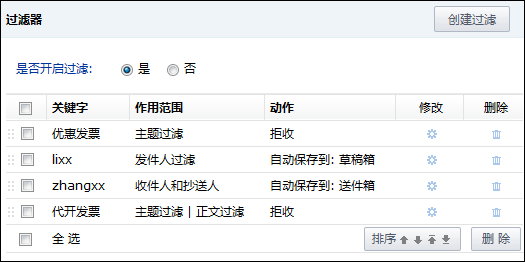 过滤器 创建过滤
是否开启过滤: 是 否
关键字 作用范围 动作 修改 删除
优惠发票 主题过滤 拒收
lixx 发件人过滤 自动保存到: 草稿箱
zhangxx 收件人和抄送人 自动保存到: 送件箱
代开发票 主题过滤 | 正文过滤 拒收
全 选 排序 删 除